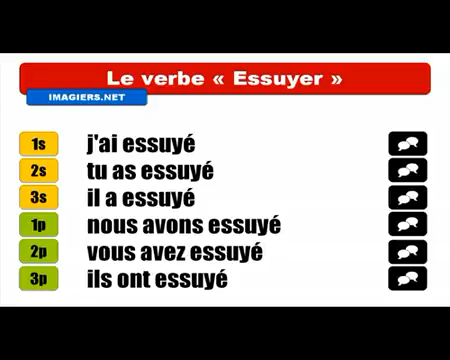 Le verbe « Essuyer »
IMAGIERS.NET
1s j'ai essuyé
2s tu as essuyé
3s il a essuyé
1p nous avons essuyé
2p vous avez essuyé
3p ils ont essuyé